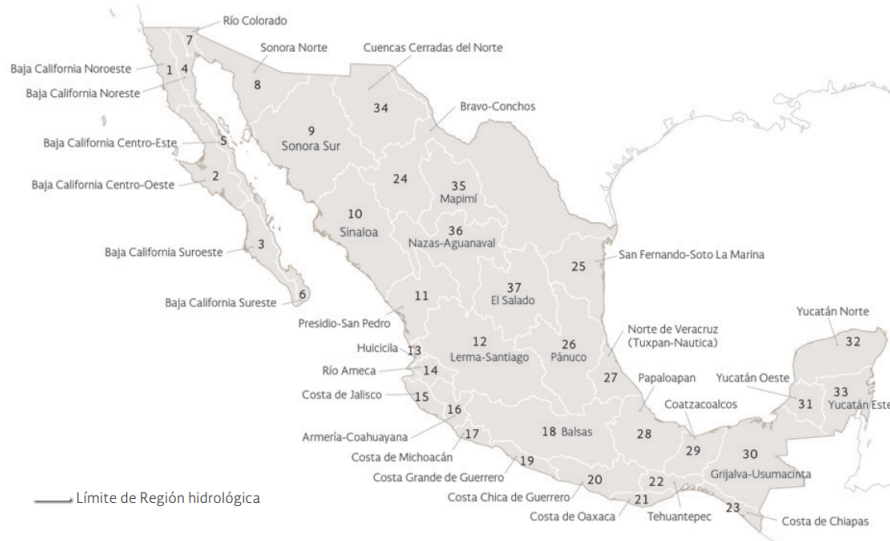 Río Colorado
7
Sonora Norte
Cuencas Cerradas del Norte
Baja California Noroeste
1
4
8
Baja California Noreste
34
Bravo-Conchos
9
Sonora Sur
Baja California Centro-Este
5
2
Baja California Centro-Oeste
24
35
Mapimí
10
Sinaloa
36
Nazas-Aguanaval
3
Baja California Suroeste
San Fernando-Soto La Marina
25
6
Baja California Sureste
11
37
El Salado
Presidio-San Pedro
Yucatán Norte
32
12
Lerma-Santiago
26
Pánuco
Norte de Veracruz
(Tuxpan-Nautica)
Huicicila
13
Río Ameca
14
27
Papaloapan
Yucatán Oeste
33
Yucatán Este
31
Costa de Jalisco
15
Coatzacoalcos
16
Armería-Coahuayana
17
18 Balsas
28
29
30
Grijalva-Usumacinta
Costa de Michoacán
19
Costa Grande de Guerrero
20
22
Costa Chica de Guerrero
21
Costa de Oaxaca
Tehuantepec
23
Costa de Chiapas
Límite de Región hidrológica